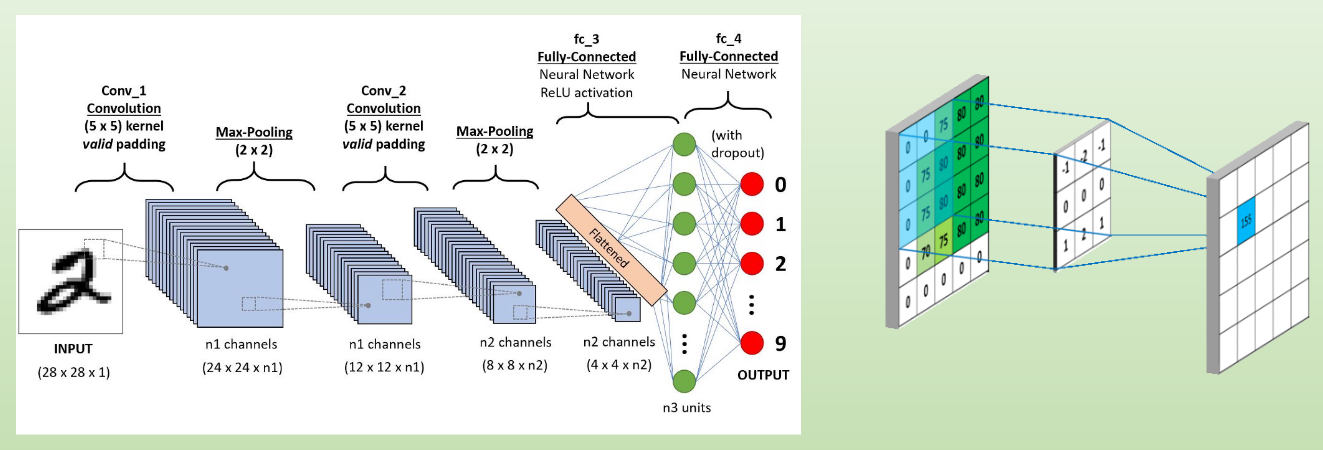 Conv_1
Convolution
(5 x 5) kernel
valid padding
Max-Pooling
(2 x 2)
Conv_2
Convolution
(5 x 5) kernel
valid padding
Max-Pooling
(2 x 2)
fc_3
Fully-Connected
Neural Network
ReLU activation
fc_4
Fully-Connected
Neural Network
(with
dropout)
Flattened
0
1
2
9
OUTPUT
INPUT
(28 x 28 x 1)
n1 channels
(24 x 24 x n1)
n1 channels
(12 x 12 x n1)
n2 channels
(8 x 8 x n2)
n2 channels
(4 x 4 x n2)
n3 units
2
0 0 75 80 80
0 75 80 80 80
0 75 80 80 80
0 70 75 80 80
0 0 0 0 0
-1 -2 -1
0 0 0
1 2 1
155